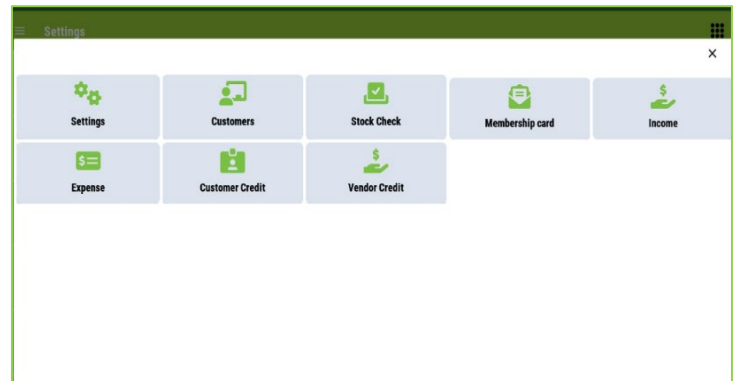 Settings
Settings
Customers
Stock Check
Membership card
Income
Expense
Customer Credit
Vendor Credit